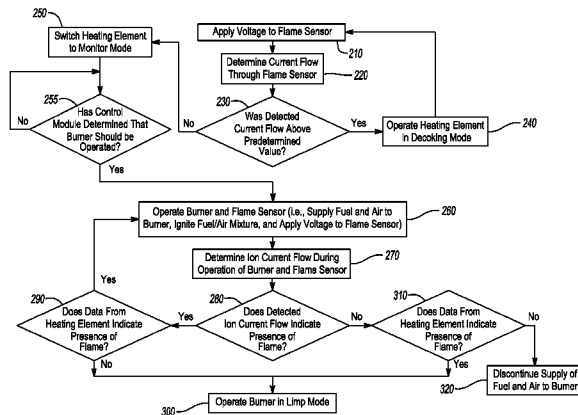 250
Switch Heating Element
to Monitor Mode
Apply Voltage to Flame Sensor
210
Determine Current Flow
Through Flame Sensor
220
255
No
Has Control
Module Determined That
Burner Should be
Operated?
Yes
230
No
Was Detected
Current Flow Above
Predetermined
Value?
Yes
Operate Heating Element
in Decoking Mode
240
Operate Burner and Flame Sensor (i.e., Supply Fuel and Air to
Burner, Ignite Fuel/Air Mixture, and Apply Voltage to Flame Sensor)
260
Determine Ion Current Flow During
Operation of Burner and Flame Sensor
270
Yes
290
Does Data From
Heating Element Indicate
Presence of
Flame?
No
Yes
280
Does Detected
Ion Current Flow Indicate
Presence of
Flame?
No
310
Does Data From
Heating Element Indicate
Presence of
Flame?
Yes
No
Discontinue Supply of
Fuel and Air to Burner
320
Operate Burner in Limp Mode
300